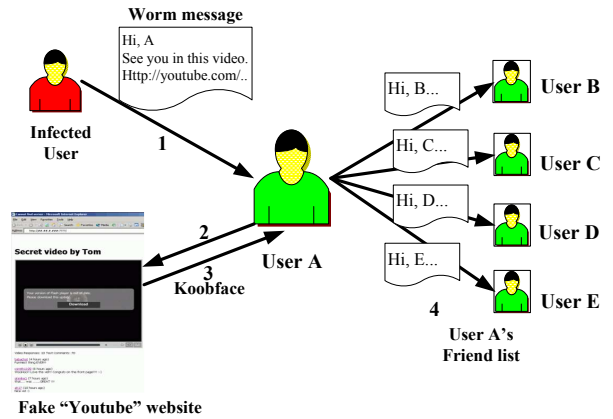 Worm message
Hi, A
See you in this video.
Http://youtube.com/..
Infected
User
1
Hi, B...
User B
Hi, C...
User C
Hi, D...
User D
Hi, E...
User E
User A
2
3
Koobface
4
User A's
Friend list
Secret video by Tom
Download
Fake “Youtube” website